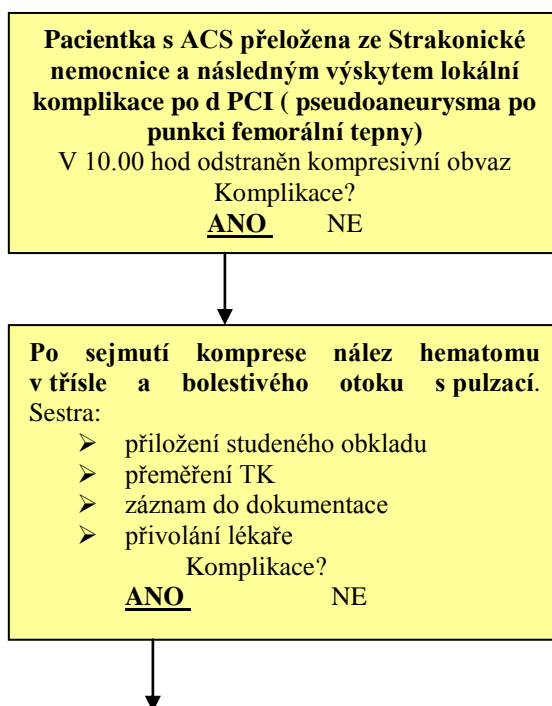 Pacientka s ACS přeložena ze Strakonické
nemocnice a následným výskytem lokální
komplikace po d PCI ( pseudoaneurysma po
punkci femorální tepny)
V 10.00 hod odstraněn kompresivní obvaz
Komplikace?
ANO NE
Po sejmutí komprese nález hematomu
v třísle a bolestivého otoku s pulzací.
Sestra:
➢ přiložení studeného obkladu
➢ přeměření TK
➢ záznam do dokumentace
➢ přivolání lékaře
Komplikace?
ANO NE